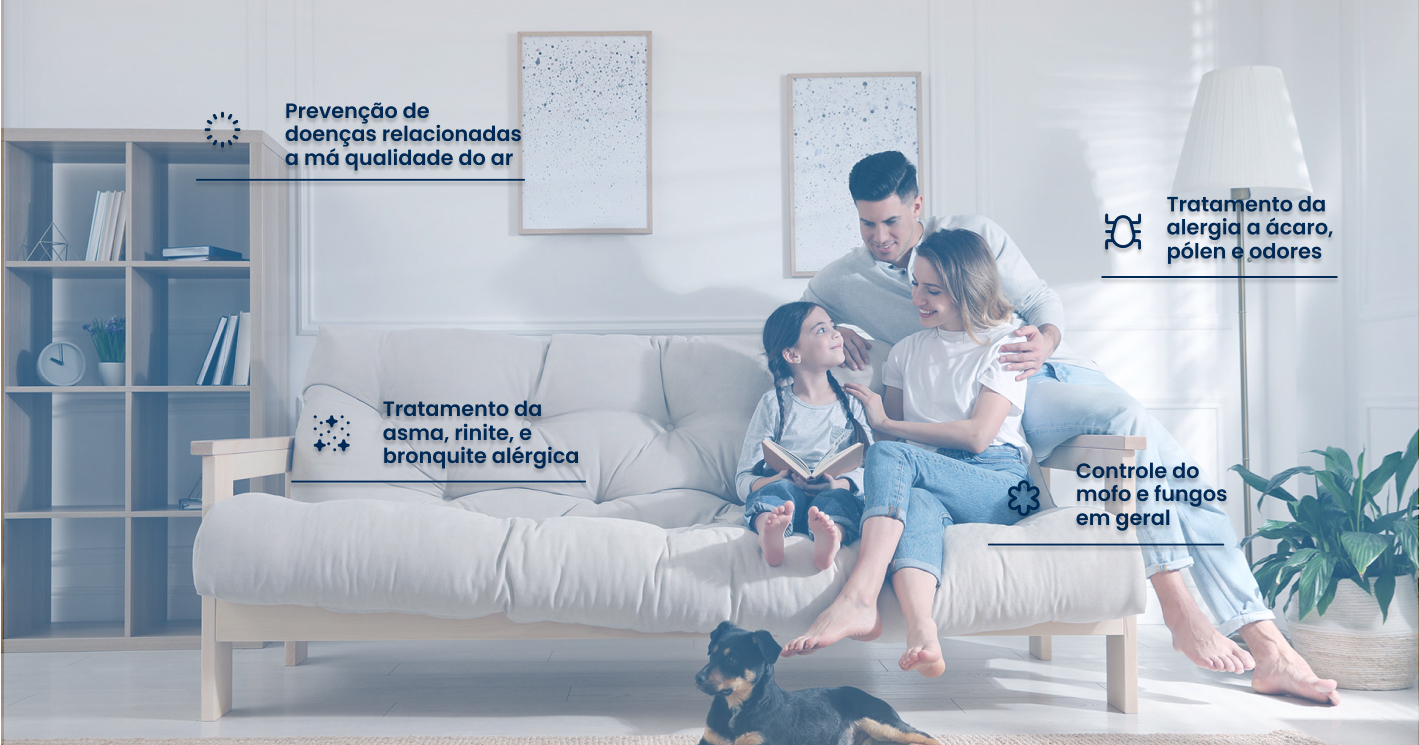 Prevenção de
doenças relacionadas
a má qualidade do ar
Tratamento da
alergia a ácaro,
pólen e odores
Tratamento da
asma, rinite, e
bronquite alérgica
Controle do
mofo e fungos
em geral